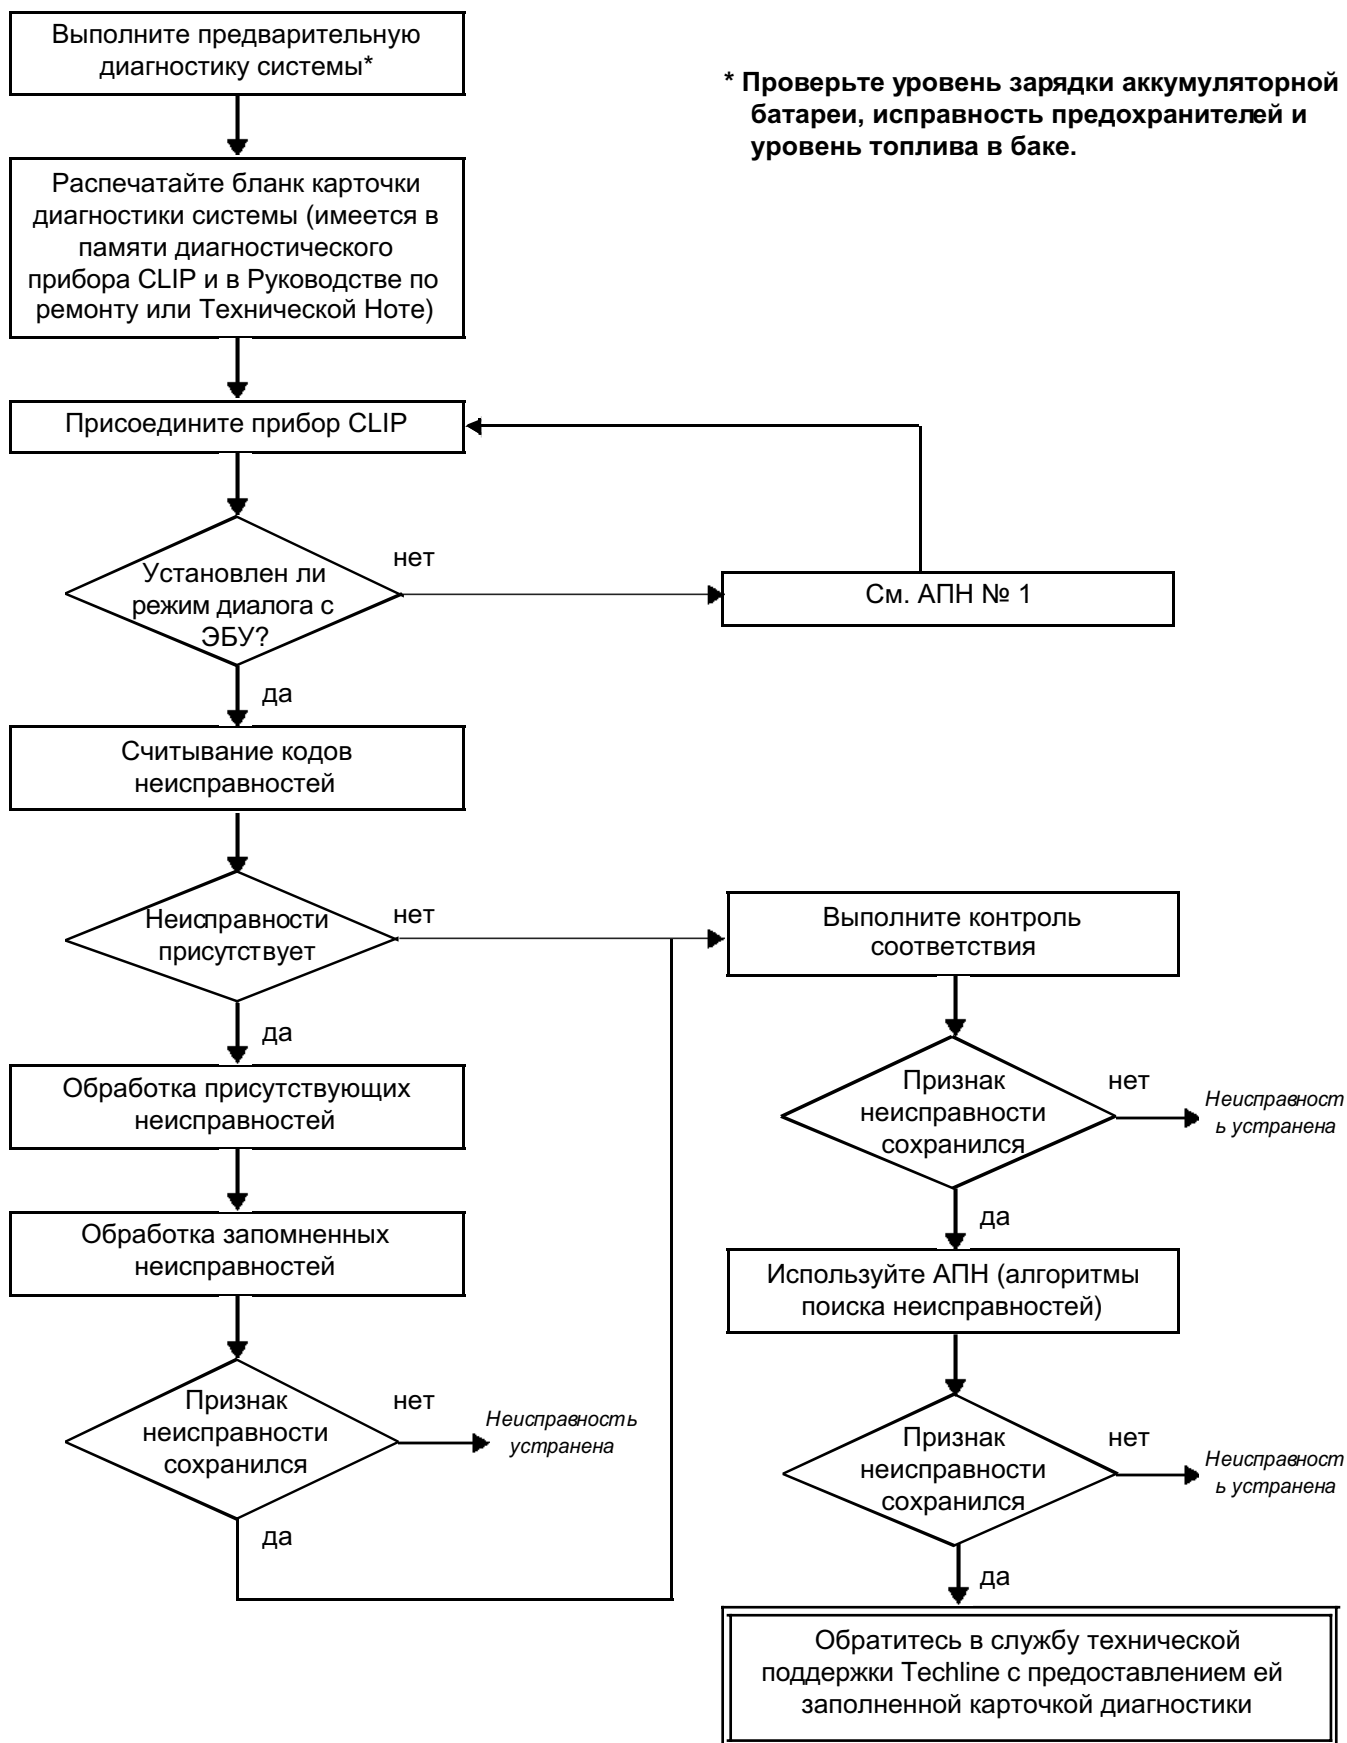 Выполните предварительную
диагностику системы*
* Проверьте уровень зарядки аккумуляторной
батареи, исправность предохранителей и
уровень топлива в баке.
Распечатайте бланк карточки
диагностики системы (имеется в
памяти диагностического
прибора CLIP и в Руководстве по
ремонту или Технической Ноте)
Присоедините прибор CLIP
Установлен ли
режим диалога с
ЭБУ?
нет
См. АПН № 1
да
Считывание кодов
неисправностей
Неисправности
присутствует
нет
да
Обработка присутствующих
неисправностей
Обработка запомненных
неисправностей
Признак
неисправности
сохранился
нет
Неисправность
устранена
да
Выполните контроль
соответствия
Признак
неисправности
сохранился
нет
Неисправност
ь устранена
да
Используйте АПН (алгоритмы
поиска неисправностей)
Признак
неисправности
сохранился
нет
Неисправност
ь устранена
да
Обратитесь в службу технической
поддержки Techline с предоставлением ей
заполненной карточкой диагностики